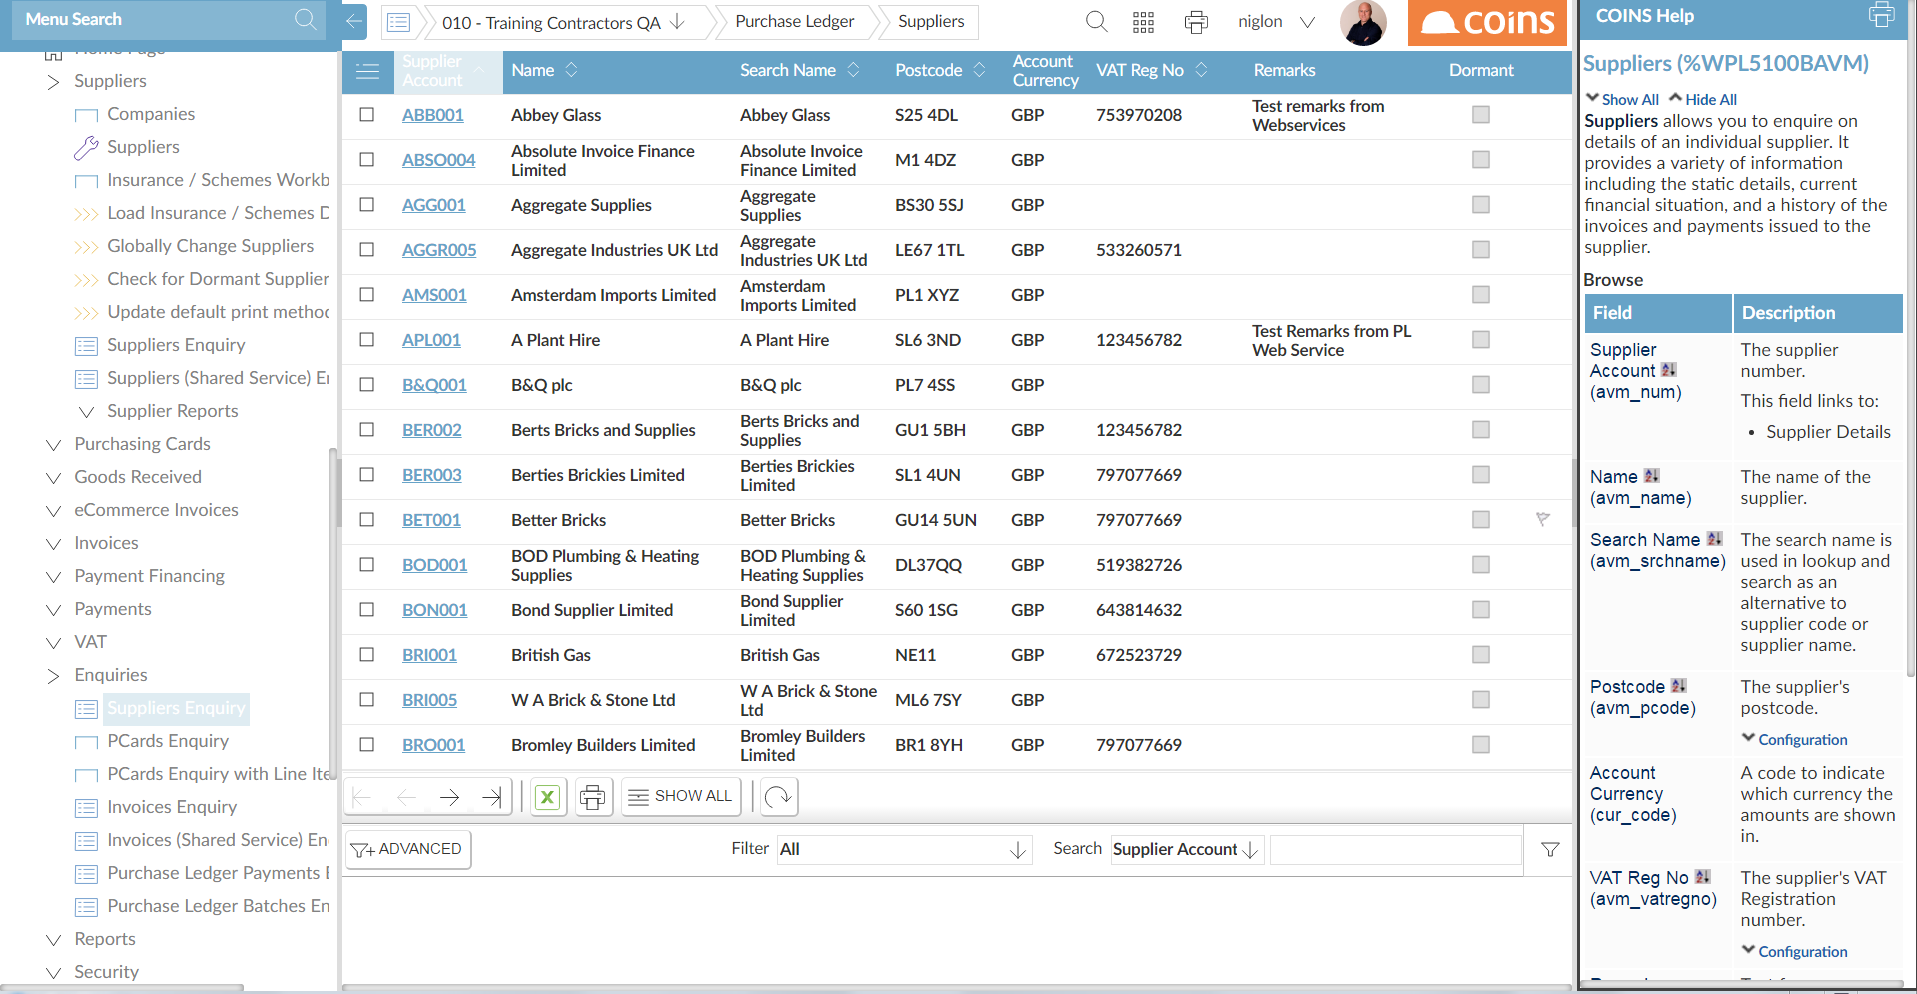 Menu Search
Home Page
Suppliers
Companies
Suppliers
Insurance / Schemes Workb
Load Insurance / Schemes D
Globally Change Suppliers
Check for Dormant Supplier
Update default print method
Suppliers Enquiry
Suppliers (Shared Service) En
Supplier Reports
Purchasing Cards
Goods Received
eCommerce Invoices
Invoices
Payment Financing
Payments
VAT
Enquiries
Suppliers Enquiry
PCards Enquiry
PCards Enquiry with Line Ite
Invoices Enquiry
Invoices (Shared Service) En
Purchase Ledger Payments E
Purchase Ledger Batches En
Reports
Security
010 - Training Contractors QA
Purchase Ledger
Suppliers
niglon
coins
Supplier Account Name Search Name Postcode Account Currency VAT Reg No Remarks Dormant
ABB001 Abbey Glass Abbey Glass S25 4DL GBP 753970208 Test remarks from Webservices
ABSO004 Absolute Invoice Finance Limited Absolute Invoice Finance Limited M1 4DZ GBP
AGG001 Aggregate Supplies Aggregate Supplies BS30 5SJ GBP
AGGR005 Aggregate Industries UK Ltd Aggregate Industries UK Ltd LE67 1TL GBP 533260571
AMS001 Amsterdam Imports Limited Amsterdam Imports Limited PL1 XYZ GBP
APL001 A Plant Hire A Plant Hire SL6 3ND GBP 123456782 Test Remarks from PL Web Service
B&Q001 B&Q plc B&Q plc PL7 4SS GBP
BER002 Berts Bricks and Supplies Berts Bricks and Supplies GU1 5BH GBP 123456782
BER003 Berties Brickies Limited Berties Brickies Limited SL1 4UN GBP 797077669
BET001 Better Bricks Better Bricks GU14 5UN GBP 797077669
BOD001 BOD Plumbing & Heating Supplies BOD Plumbing & Heating Supplies DL37QQ GBP 519382726
BON001 Bond Supplier Limited Bond Supplier Limited S60 1SG GBP 643814632
BRI001 British Gas British Gas NE11 GBP 672523729
BRI005 W A Brick & Stone Ltd W A Brick & Stone Ltd ML6 7SY GBP
BRO001 Bromley Builders Limited Bromley Builders Limited BR1 8YH GBP 797077669
SHOW ALL
ADVANCED
Filter All Search Supplier Account
COINS Help
Suppliers (%WPL5100BAVM)
Show All Hide All
Suppliers allows you to enquire on
details of an individual supplier. It
provides a variety of information
including the static details, current
financial situation, and a history of the
invoices and payments issued to the
supplier.
Browse
Field Description
Supplier Account (avm_num)
The supplier number.
This field links to:
• Supplier Details
Name (avm_name)
The name of the supplier.
Search Name (avm_srchname)
The search name is
used in lookup and
search as an
alternative to
supplier code or
supplier name.
Postcode (avm_pcode)
The supplier's postcode.
Configuration
Account Currency (cur_code)
A code to indicate
which currency the
amounts are shown
in.
VAT Reg No (avm_vatregno)
The supplier's VAT
Registration
number.
Configuration